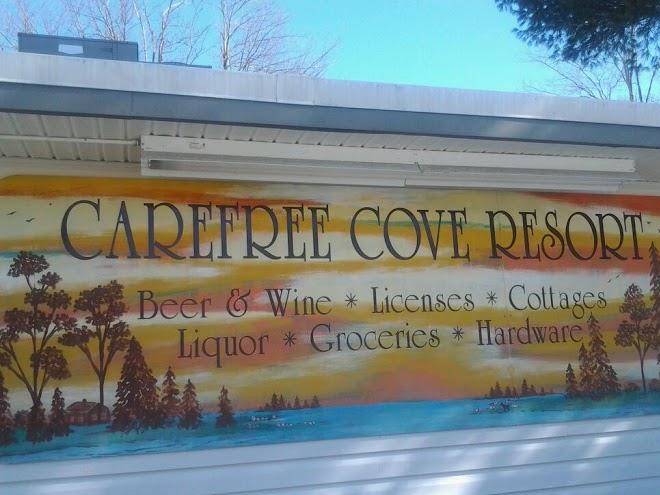 CAREFREE COVE RESORT
Beer & Wine * Licenses * Cottages
Liquor * Groceries * Hardware